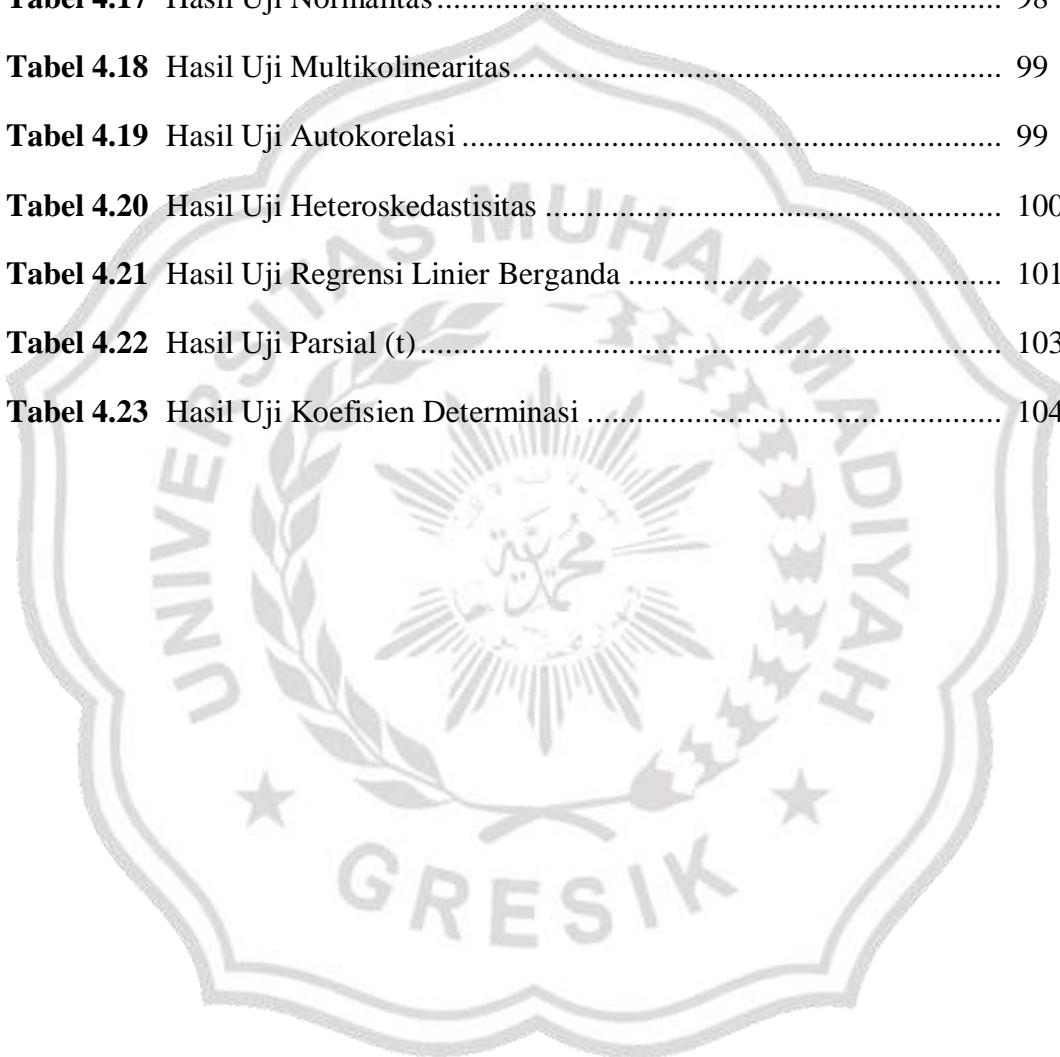 Tabel 4.17 Hasil Uji Normalitas.......................................................................... 98
Tabel 4.18 Hasil Uji Multikolinearitas................................................................ 99
Tabel 4.19 Hasil Uji Autokorelasi ....................................................................... 99
Tabel 4.20 Hasil Uji Heteroskedastisitas ............................................................ 100
Tabel 4.21 Hasil Uji Regrensi Linier Berganda .................................................. 101
Tabel 4.22 Hasil Uji Parsial (t)............................................................................ 103
Tabel 4.23 Hasil Uji Koefisien Determinasi ....................................................... 104
UNIVERSITAS MUHAMMADIYAH
GRESIK